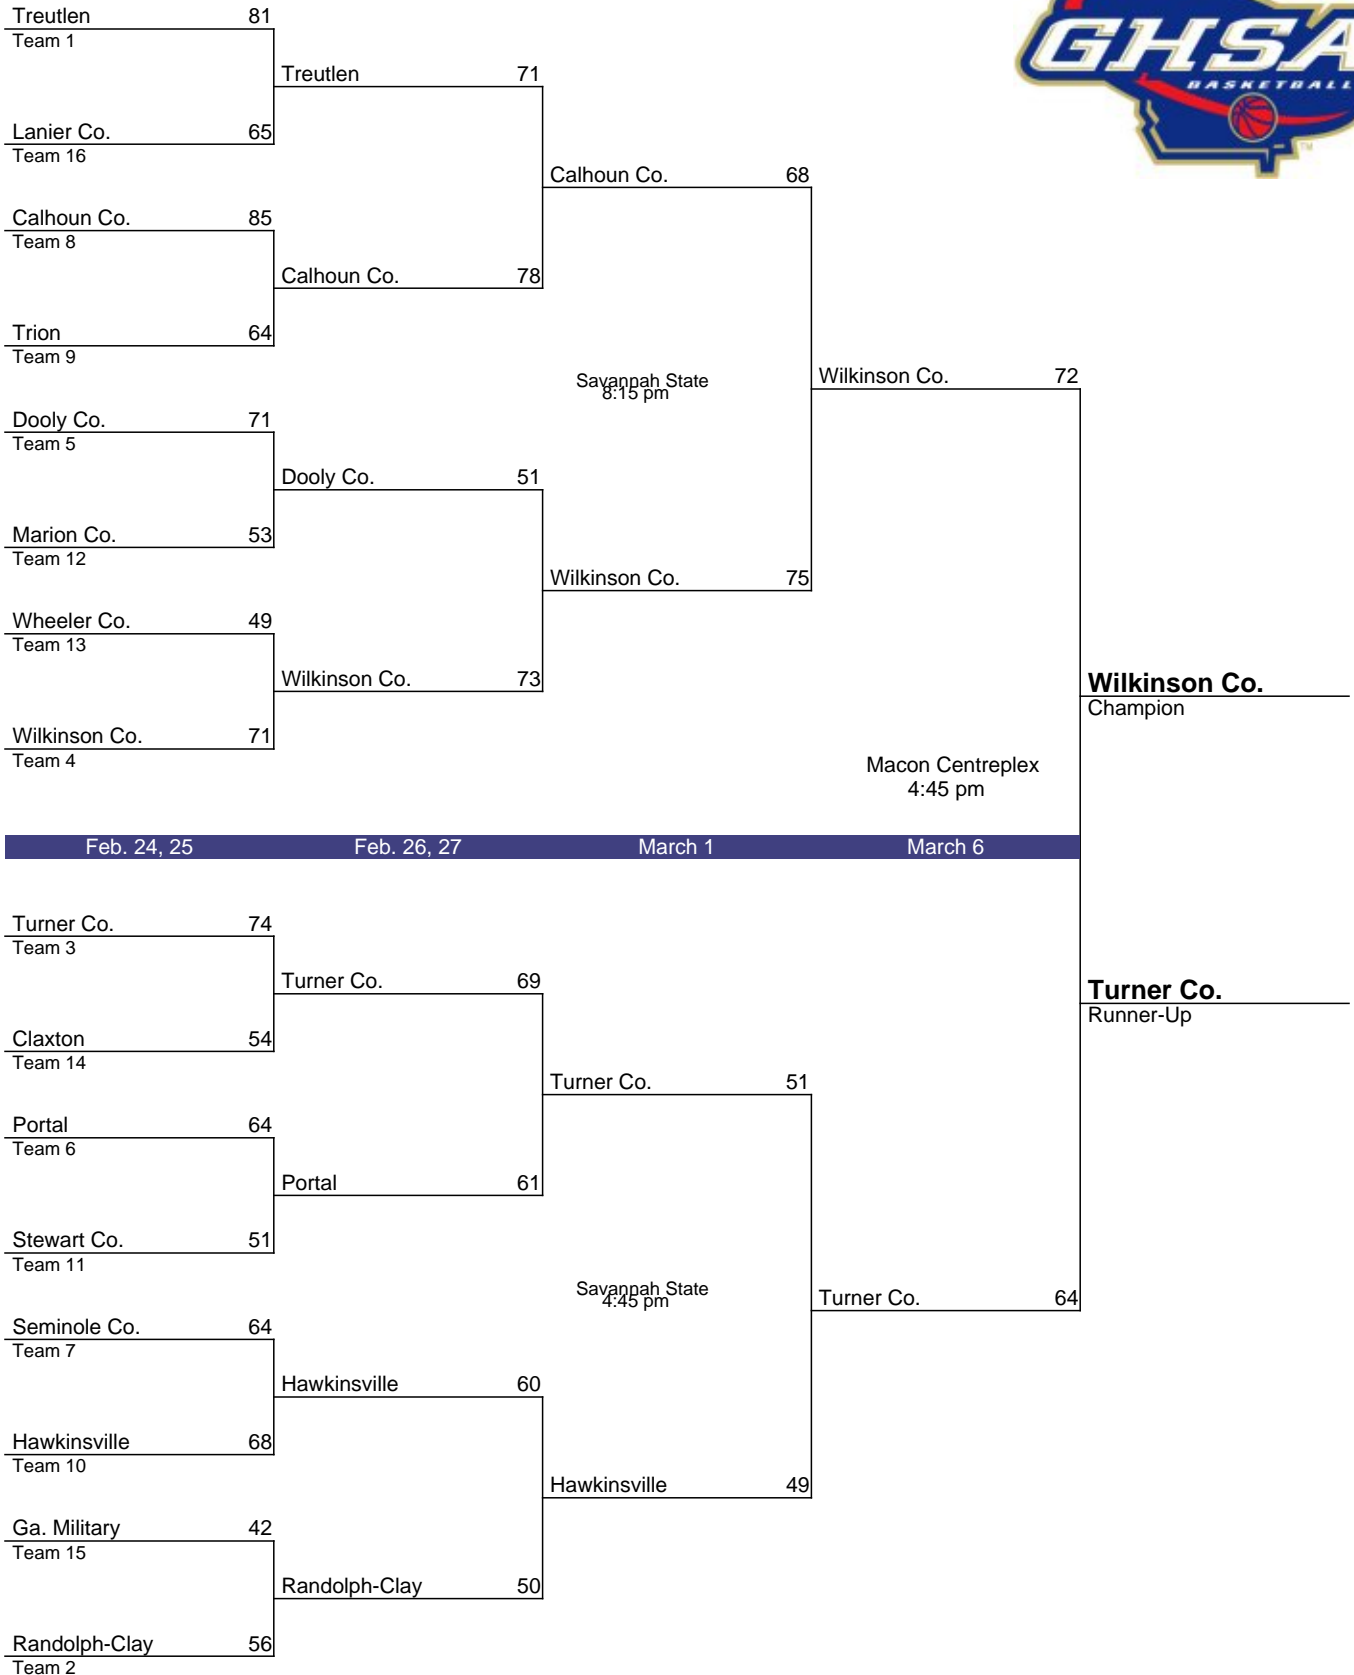 GHSA
BASKETBALL
TM
Treutlen 81
Team 1
Treutlen 71
Lanier Co. 65
Team 16
Calhoun Co. 68
Calhoun Co. 85
Team 8
Calhoun Co. 78
Trion 64
Team 9
Savannah State
8:15 pm
Wilkinson Co. 72
Dooly Co. 71
Team 5
Dooly Co. 51
Marion Co. 53
Team 12
Wilkinson Co. 75
Wheeler Co. 49
Team 13
Wilkinson Co. 73
Wilkinson Co.
Champion
Wilkinson Co. 71
Team 4
Macon Centreplex
4:45 pm
Feb. 24, 25 Feb. 26, 27 March 1 March 6
Turner Co. 74
Team 3
Turner Co. 69
Turner Co.
Runner-Up
Claxton 54
Team 14
Turner Co. 51
Portal 64
Team 6
Portal 61
Stewart Co. 51
Team 11
Savannah State
4:45 pm
Turner Co. 64
Seminole Co. 64
Team 7
Hawkinsville 60
Hawkinsville 68
Team 10
Hawkinsville 49
Ga. Military 42
Team 15
Randolph-Clay 50
Randolph-Clay 56
Team 2